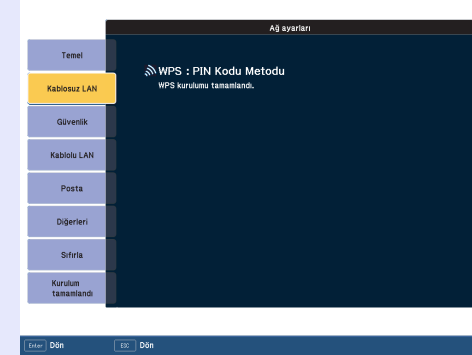 Ağ ayarları
Temel
Kablosuz LAN
Güvenlik
Kablolu LAN
Posta
Diğerleri
Sıfırla
Kurulum
tamamlandı
WPS : PIN Kodu Metodu
WPS kurulumu tamamlandı.
Enter Dön
ESC Dön